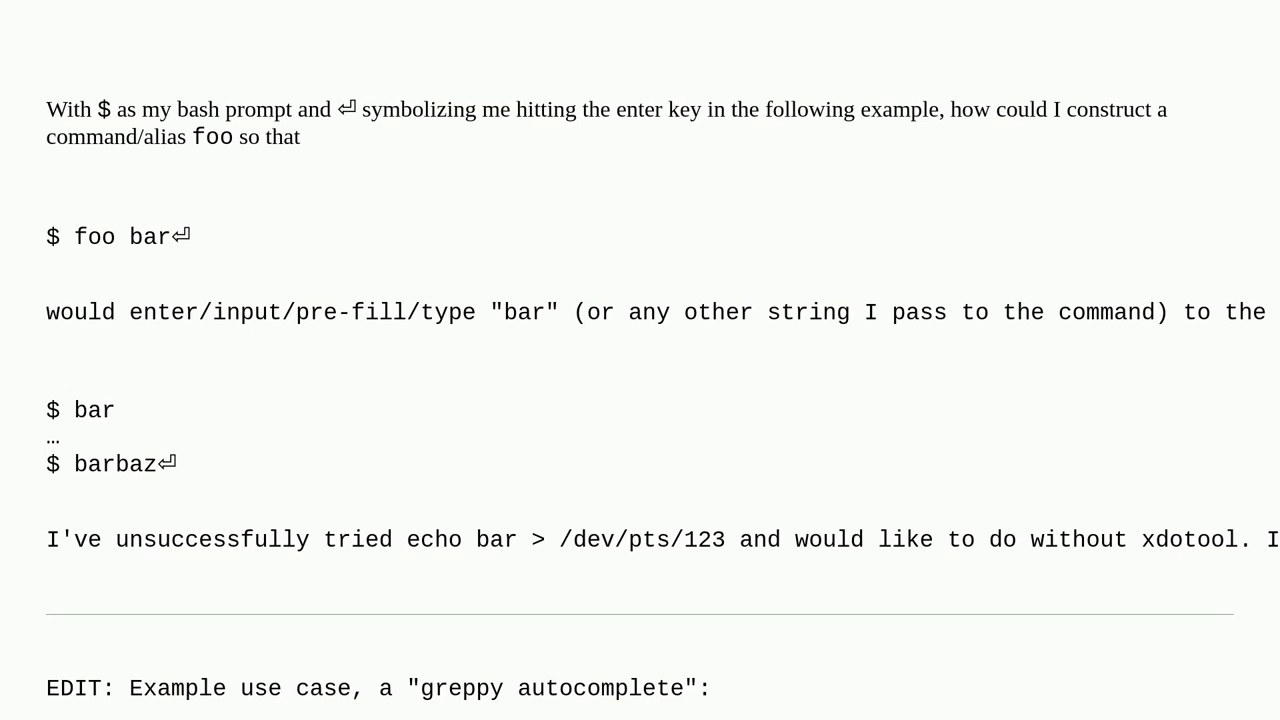 With $ as my bash prompt and ⏎ symbolizing me hitting the enter key in the following example, how could I construct a
command/alias foo so that
$ foo bar⏎
would enter/input/pre-fill/type "bar" (or any other string I pass to the command) to the
$ bar
…
$ barbaz⏎
I've unsuccessfully tried echo bar > /dev/pts/123 and would like to do without xdotool. I
EDIT: Example use case, a "greppy autocomplete":